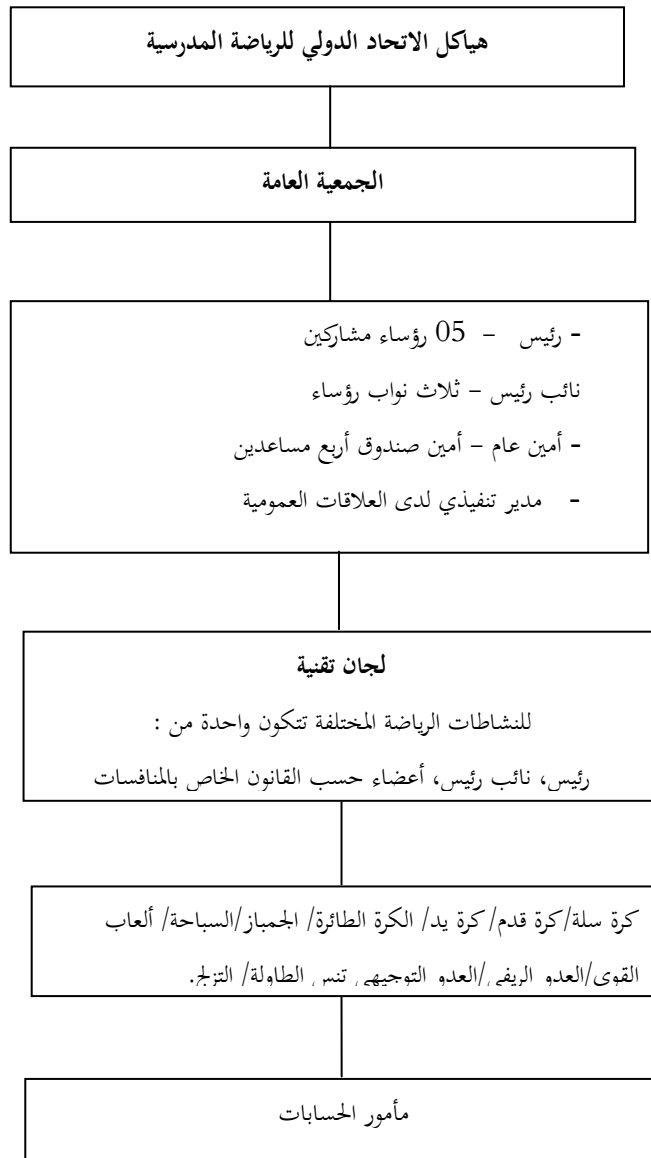 هياكل الاتحاد الدولي للرياضة المدرسية
الجمعية العامة
- رئيس – 05 رؤساء مشاركين
نائب رئيس – ثلاث نواب رؤساء
- أمين عام – أمين صندوق أربع مساعدين
- مدير تنفيذي لدى العلاقات العمومية
لجان تقنية
للنشاطات الرياضة المختلفة تتكون واحدة من :
رئيس، نائب رئيس، أعضاء حسب القانون الخاص بالمنافسات
كرة سلة/كرة قدم/كرة يد/ الكرة الطائرة/ الجمباز/السباحة/ ألعاب
القوى/العدو الريفي/العدو التوجيهي تنس الطاولة/ التزلج.
مأمور الحسابات